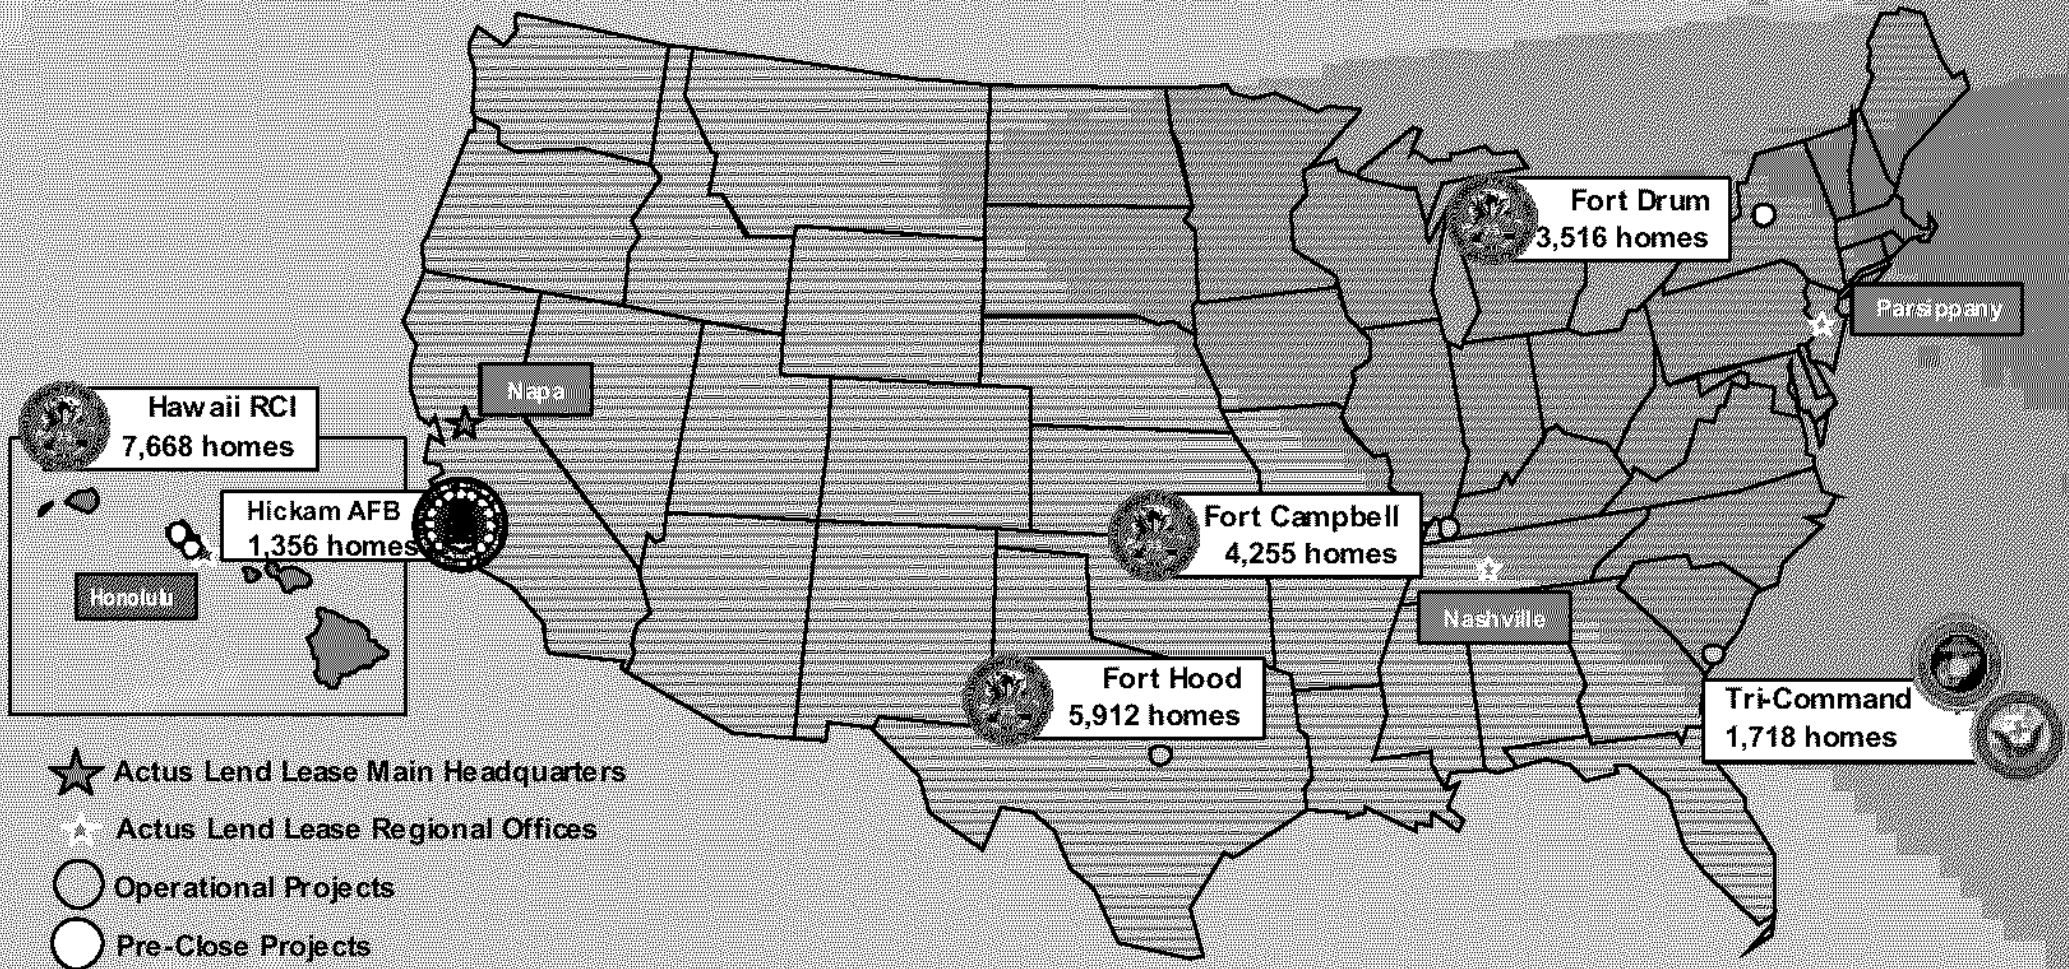 Fort Drum
3,516 homes
Parsippany
Napa
Hawaii RCI
7,668 homes
Hickam AFB
1,356 homes
Honolulu
Fort Campbell
4,255 homes
Nashville
Fort Hood
5,912 homes
Tri-Command
1,718 homes
Actus Lend Lease Main Headquarters
Actus Lend Lease Regional Offices
Operational Projects
Pre-Close Projects